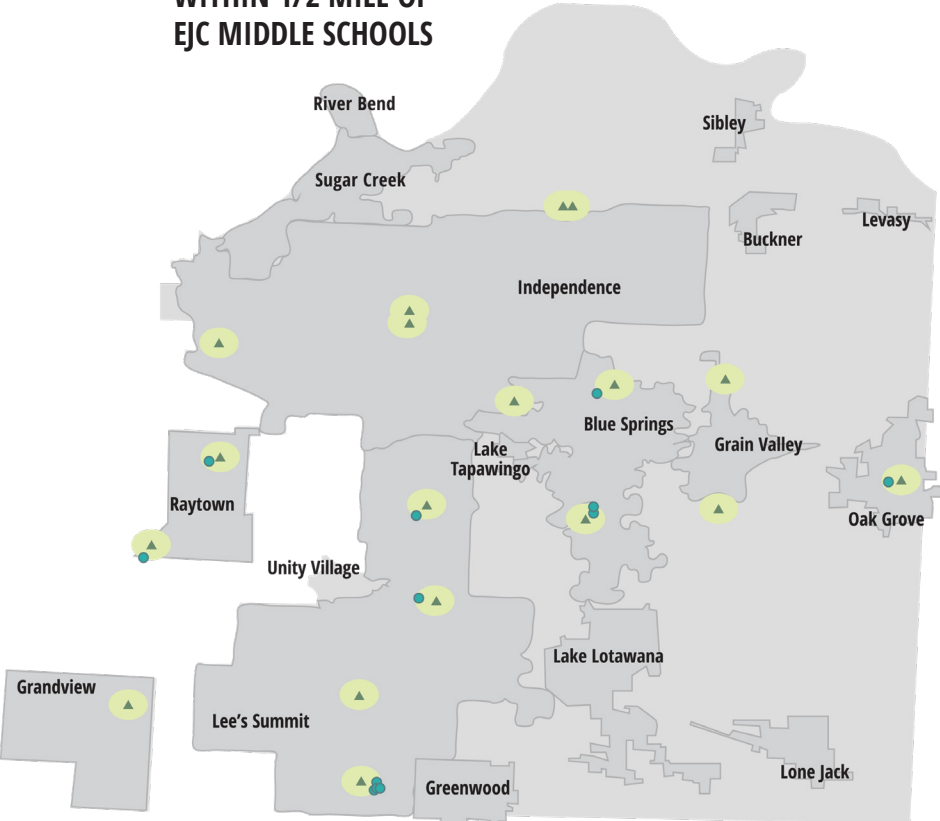 WITHIN 1/2 MILE OF
EJC MIDDLE SCHOOLS
River Bend
Sibley
Sugar Creek
Levasy
Buckner
Independence
Blue Springs
Grain Valley
Lake
Tapawingo
Raytown
Oak Grove
Unity Village
Lake Lotawana
Grandview
Lee's Summit
Lone Jack
Greenwood